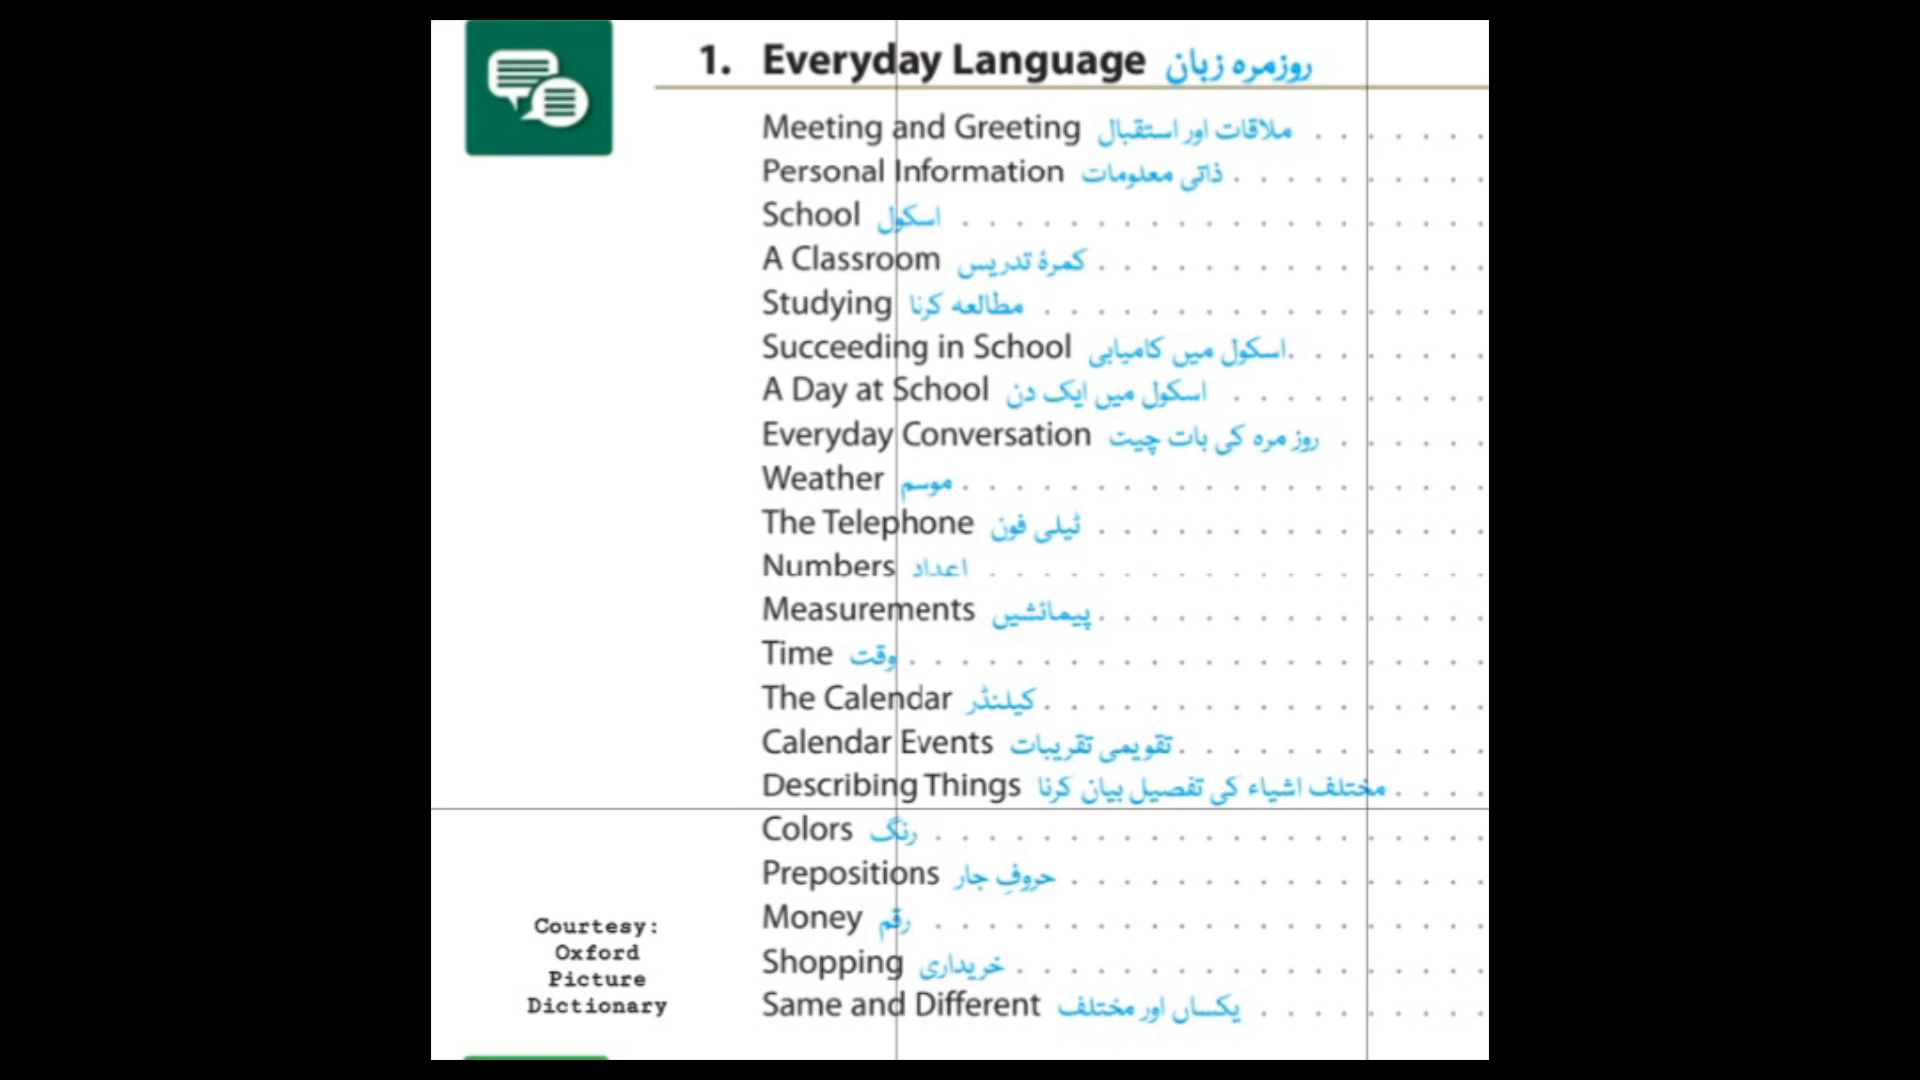 1. Everyday Language روزمرہ زبان
Meeting and Greeting ملاقات اور استقبال . . . . . . .
Personal Information ذاتی معلومات . . . . . . . . . .
School اسکول . . . . . . . . . . . . . . . . . . . .
A Classroom کمرۂ تدریس . . . . . . . . . . . . . . .
Studying مطالعہ کرنا . . . . . . . . . . . . . . . . .
Succeeding in School اسکول میں کامیابی . . . . . . . .
A Day at School اسکول میں ایک دن . . . . . . . . . .
Everyday Conversation روز مرہ کی بات چیت . . . . . .
Weather موسم . . . . . . . . . . . . . . . . . . . .
The Telephone ٹیلی فون . . . . . . . . . . . . . . .
Numbers اعداد . . . . . . . . . . . . . . . . . . .
Measurements پیمائشیں . . . . . . . . . . . . . . .
Time وقت . . . . . . . . . . . . . . . . . . . . . .
The Calendar کیلنڈر . . . . . . . . . . . . . . . . .
Calendar Events تقویمی تقریبات . . . . . . . . . . . .
Describing Things مختلف اشیاء کی تفصیل بیان کرنا . . . .
Colors رنگ . . . . . . . . . . . . . . . . . . . . .
Prepositions حروفِ جار . . . . . . . . . . . . . . . .
Money رقم . . . . . . . . . . . . . . . . . . . . .
Shopping خریداری . . . . . . . . . . . . . . . . . .
Same and Different یکساں اور مختلف . . . . . . . . .
Courtesy:
Oxford
Picture
Dictionary